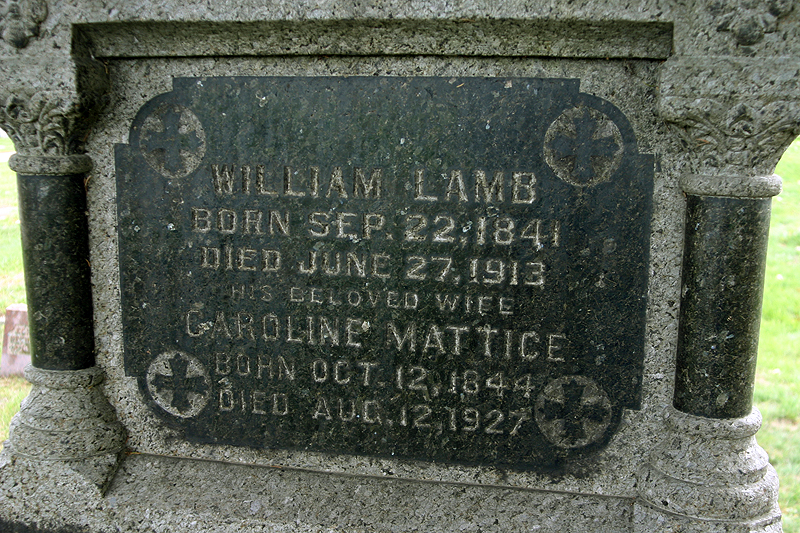 WILLIAM LAMB
BORN SEP. 22, 1841
DIED JUNE 27, 1913
HIS BELOVED WIFE
CAROLINE MATTICE
BORN OCT. 12, 1844
DIED AUG. 12, 1927